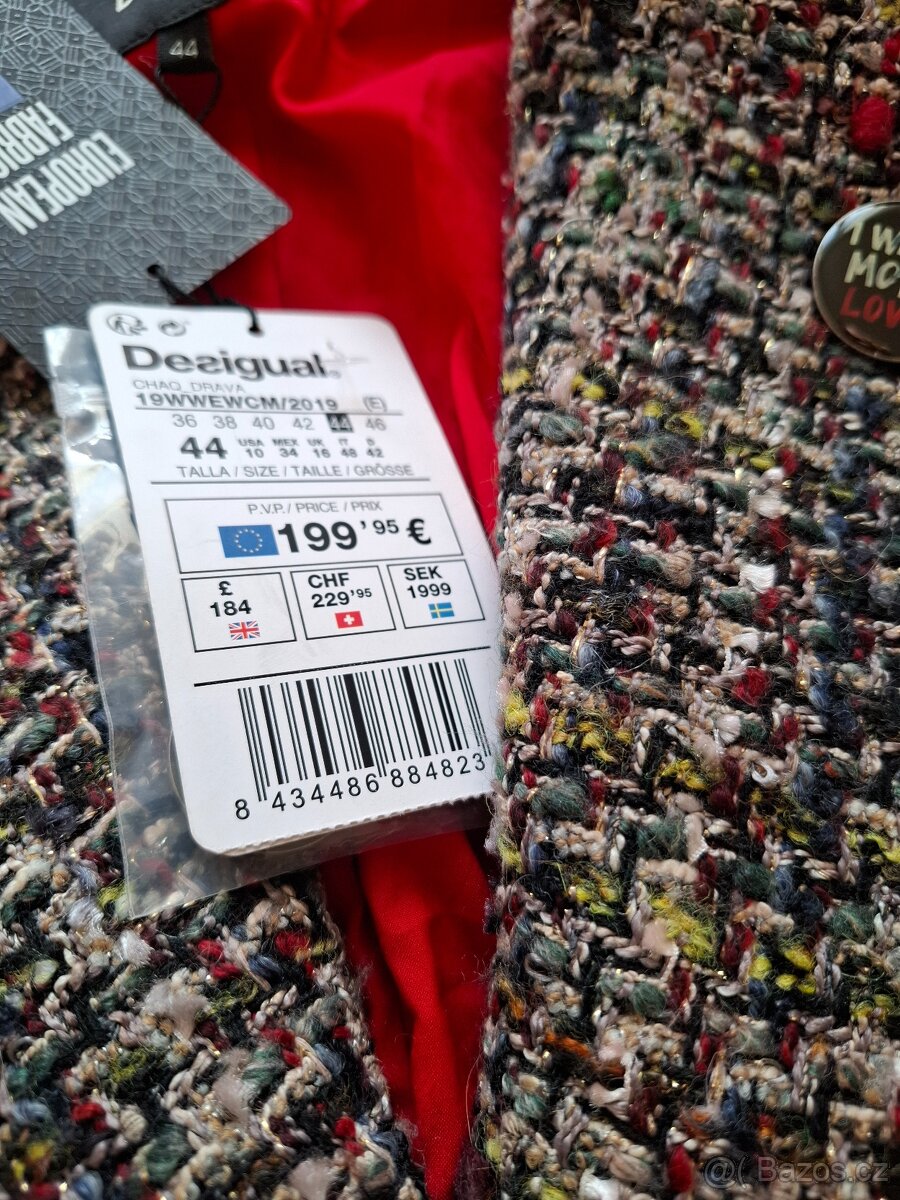 44
EUROPEAN
Desigual
CHAQ_DRAVA
19WWEWCM/2019 (E)
36 38 40 42 44 46
44 USA 10 MEX 34 UK 16 IT 48 D 42
TALLA / SIZE / TAILLE / GRÖSSE
P.V.P. / PRICE / PRIX
199'95 €
£ 184
CHF 229'95
SEK 1999
8 434486 884823
I
MO
LOV
Bazos.cz